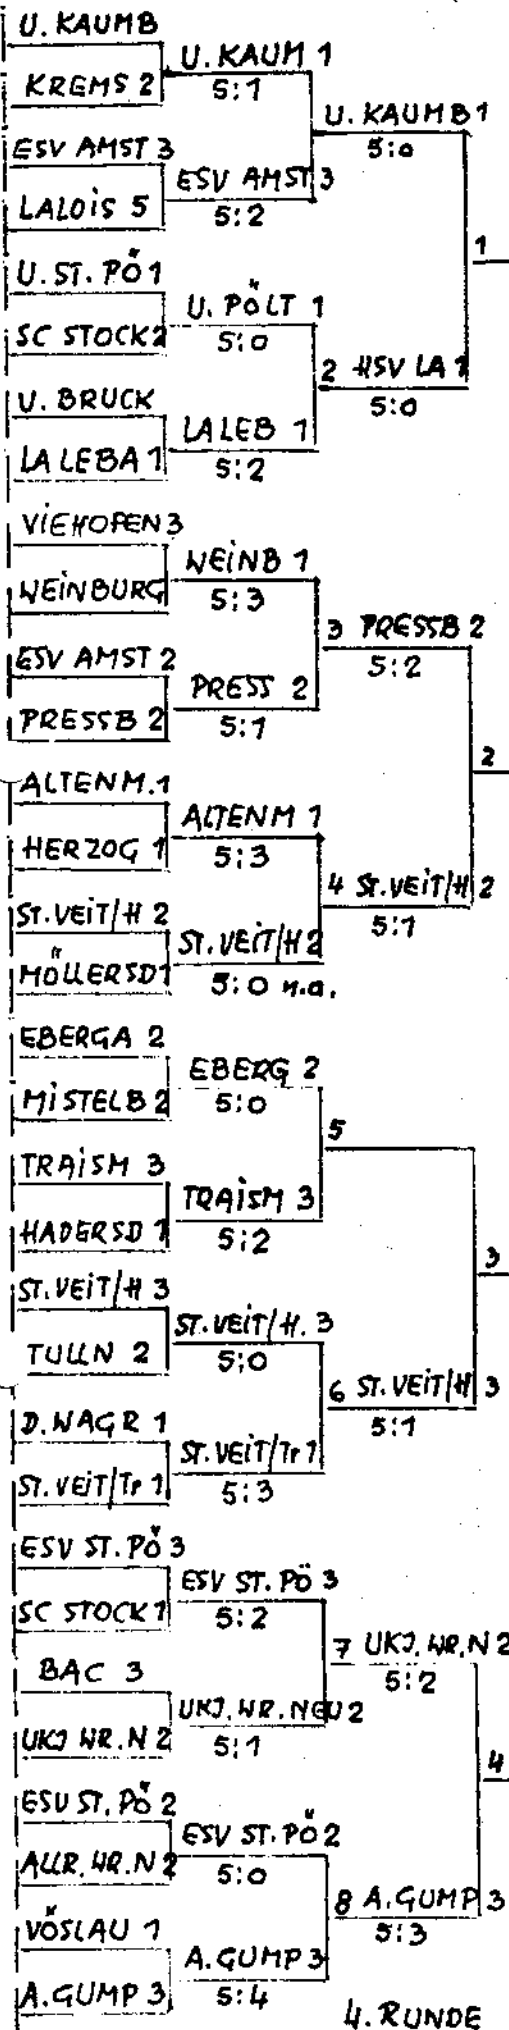 U. KAUMB
U. KAUM 1
KREMS 2
5:1
U. KAUMB 1
5:0
ESV AMST 3
ESV AMST 3
LALOIS 5
5:2
1
U. ST. PÖ 1
U. PÖLT 1
SC STOCK 2
5:0
2 HSV LA 1
5:0
U. BRUCK
LALEB 1
LALEBA 1
5:2
VIEHOFEN 3
WEINB 1
WEINBURG
5:3
3 PRESSB 2
5:2
ESV AMST 2
PRESS 2
PRESSB 2
5:1
2
ALTENM. 1
ALTENM 1
HERZOG 1
5:3
4 ST. VEIT/H 2
5:1
ST. VEIT/H 2
ST. VEIT/H 2
MÖLLERSD 1
5:0 n.a.
EBERGA 2
EBERG 2
MISTELB 2
5:0
5
TRAISM 3
TRAISM 3
HADERSD 1
5:2
3
ST. VEIT/H 3
ST. VEIT/H. 3
TULLN 2
5:0
6 ST. VEIT/H 3
5:1
D. WAGR 1
ST. VEIT/Tr 1
ST. VEIT/Tr 1
5:3
ESV ST. PÖ 3
ESV ST. PÖ 3
SC STOCK 1
5:2
7 UKJ. WR. N 2
5:2
BAC 3
UKJ. WR. NEU 2
UKJ WR. N 2
5:1
4
ESV ST. PÖ 2
ESV ST. PÖ 2
ALLR. WR. N 2
5:0
8 A. GUMP 3
5:3
VÖSLAU 1
A. GUMP 3
A. GUMP 3
5:4
4. RUNDE